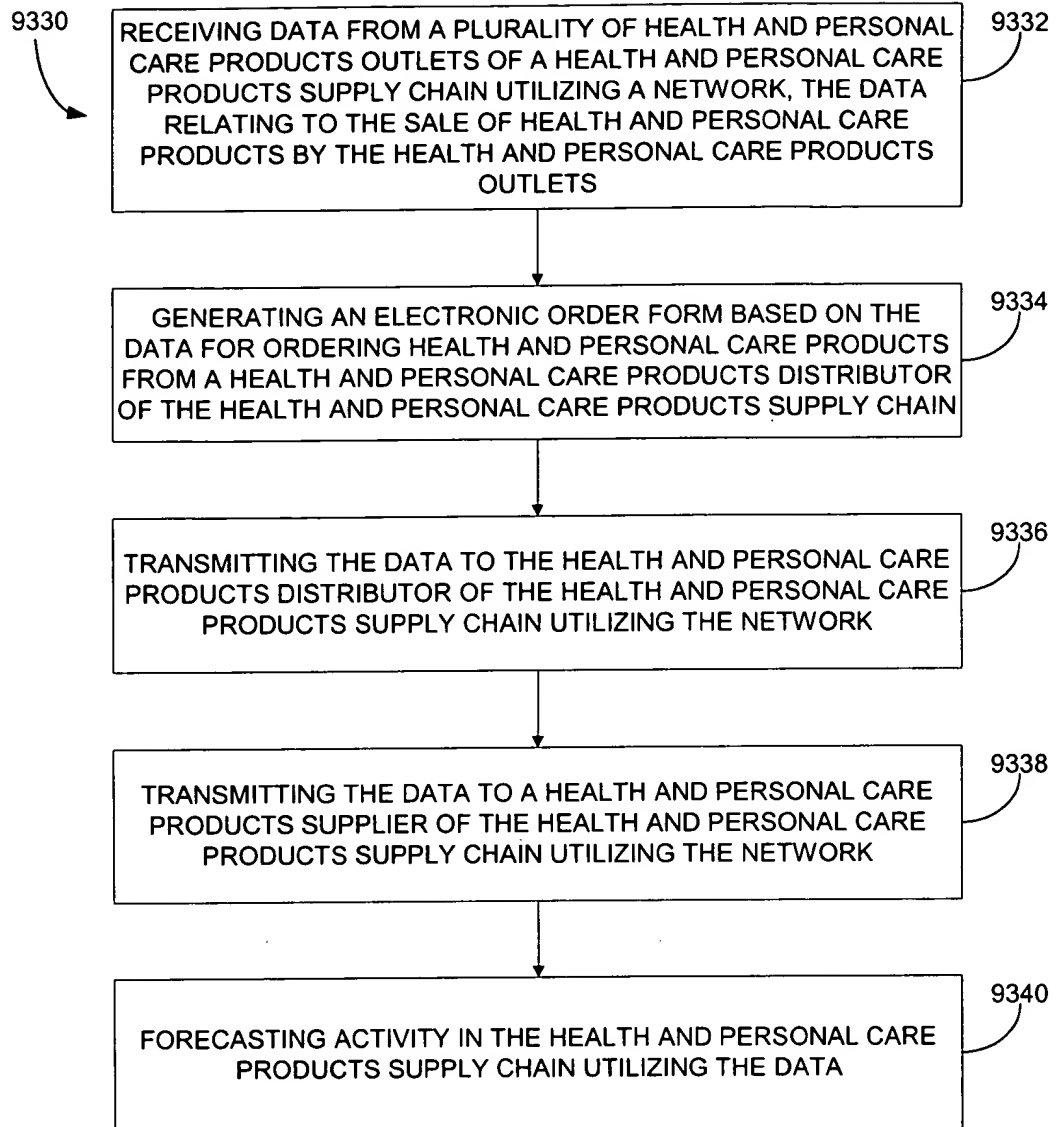 9330
RECEIVING DATA FROM A PLURALITY OF HEALTH AND PERSONAL
CARE PRODUCTS OUTLETS OF A HEALTH AND PERSONAL CARE
PRODUCTS SUPPLY CHAIN UTILIZING A NETWORK, THE DATA
RELATING TO THE SALE OF HEALTH AND PERSONAL CARE
PRODUCTS BY THE HEALTH AND PERSONAL CARE PRODUCTS
OUTLETS
9332
GENERATING AN ELECTRONIC ORDER FORM BASED ON THE
DATA FOR ORDERING HEALTH AND PERSONAL CARE PRODUCTS
FROM A HEALTH AND PERSONAL CARE PRODUCTS DISTRIBUTOR
OF THE HEALTH AND PERSONAL CARE PRODUCTS SUPPLY CHAIN
9334
TRANSMITTING THE DATA TO THE HEALTH AND PERSONAL CARE
PRODUCTS DISTRIBUTOR OF THE HEALTH AND PERSONAL CARE
PRODUCTS SUPPLY CHAIN UTILIZING THE NETWORK
9336
TRANSMITTING THE DATA TO A HEALTH AND PERSONAL CARE
PRODUCTS SUPPLIER OF THE HEALTH AND PERSONAL CARE
PRODUCTS SUPPLY CHAIN UTILIZING THE NETWORK
9338
FORECASTING ACTIVITY IN THE HEALTH AND PERSONAL CARE
PRODUCTS SUPPLY CHAIN UTILIZING THE DATA
9340